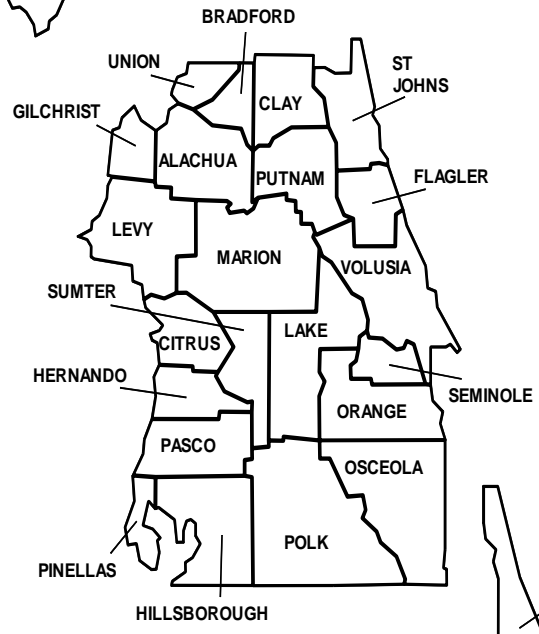 BRADFORD
UNION
ST
JOHNS
CLAY
GILCHRIST
ALACHUA
PUTNAM
FLAGLER
LEVY
MARION
VOLUSIA
SUMTER
LAKE
CITRUS
HERNANDO
SEMINOLE
ORANGE
PASCO
OSCEOLA
POLK
PINELLAS
HILLSBOROUGH